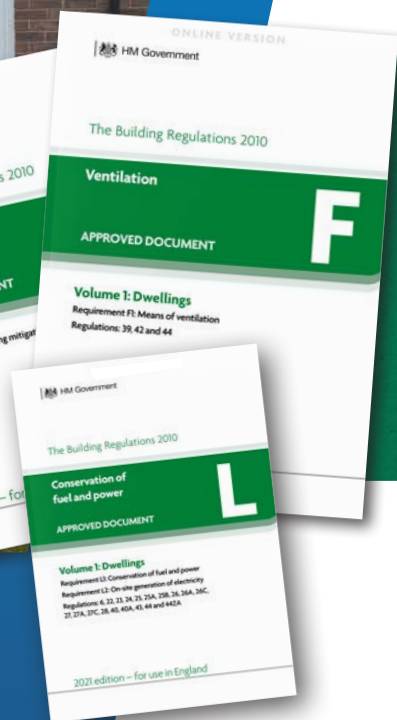 ONLINE VERSION
HM Government
The Building Regulations 2010
Ventilation
F
APPROVED DOCUMENT
Volume 1: Dwellings
Requirement F1: Means of ventilation
Regulations: 39, 42 and 44
s 2010
NT
ng mitigat
– for
HM Government
The Building Regulations 2010
Conservation of
fuel and power
L
APPROVED DOCUMENT
Volume 1: Dwellings
Requirement L1: Conservation of fuel and power
Requirement L2: On-site generation of electricity
Regulations: 6, 22, 23, 24, 25, 25A, 25B, 26, 26A, 26C,
27, 27A, 27C, 28, 40, 40A, 43, 44 and 44ZA
2021 edition – for use in England